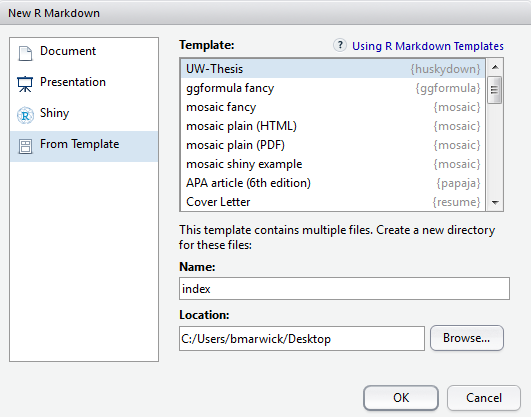 New R Markdown
Document
Presentation
Shiny
From Template
Template:
? Using R Markdown Templates
UW-Thesis {huskydown}
ggformula fancy {ggformula}
mosaic fancy {mosaic}
mosaic plain (HTML) {mosaic}
mosaic plain (PDF) {mosaic}
mosaic shiny example {mosaic}
APA article (6th edition) {papaja}
Cover Letter {resume}
This template contains multiple files. Create a new directory
for these files:
Name:
index
Location:
C:/Users/bmarwick/Desktop
Browse...
OK
Cancel